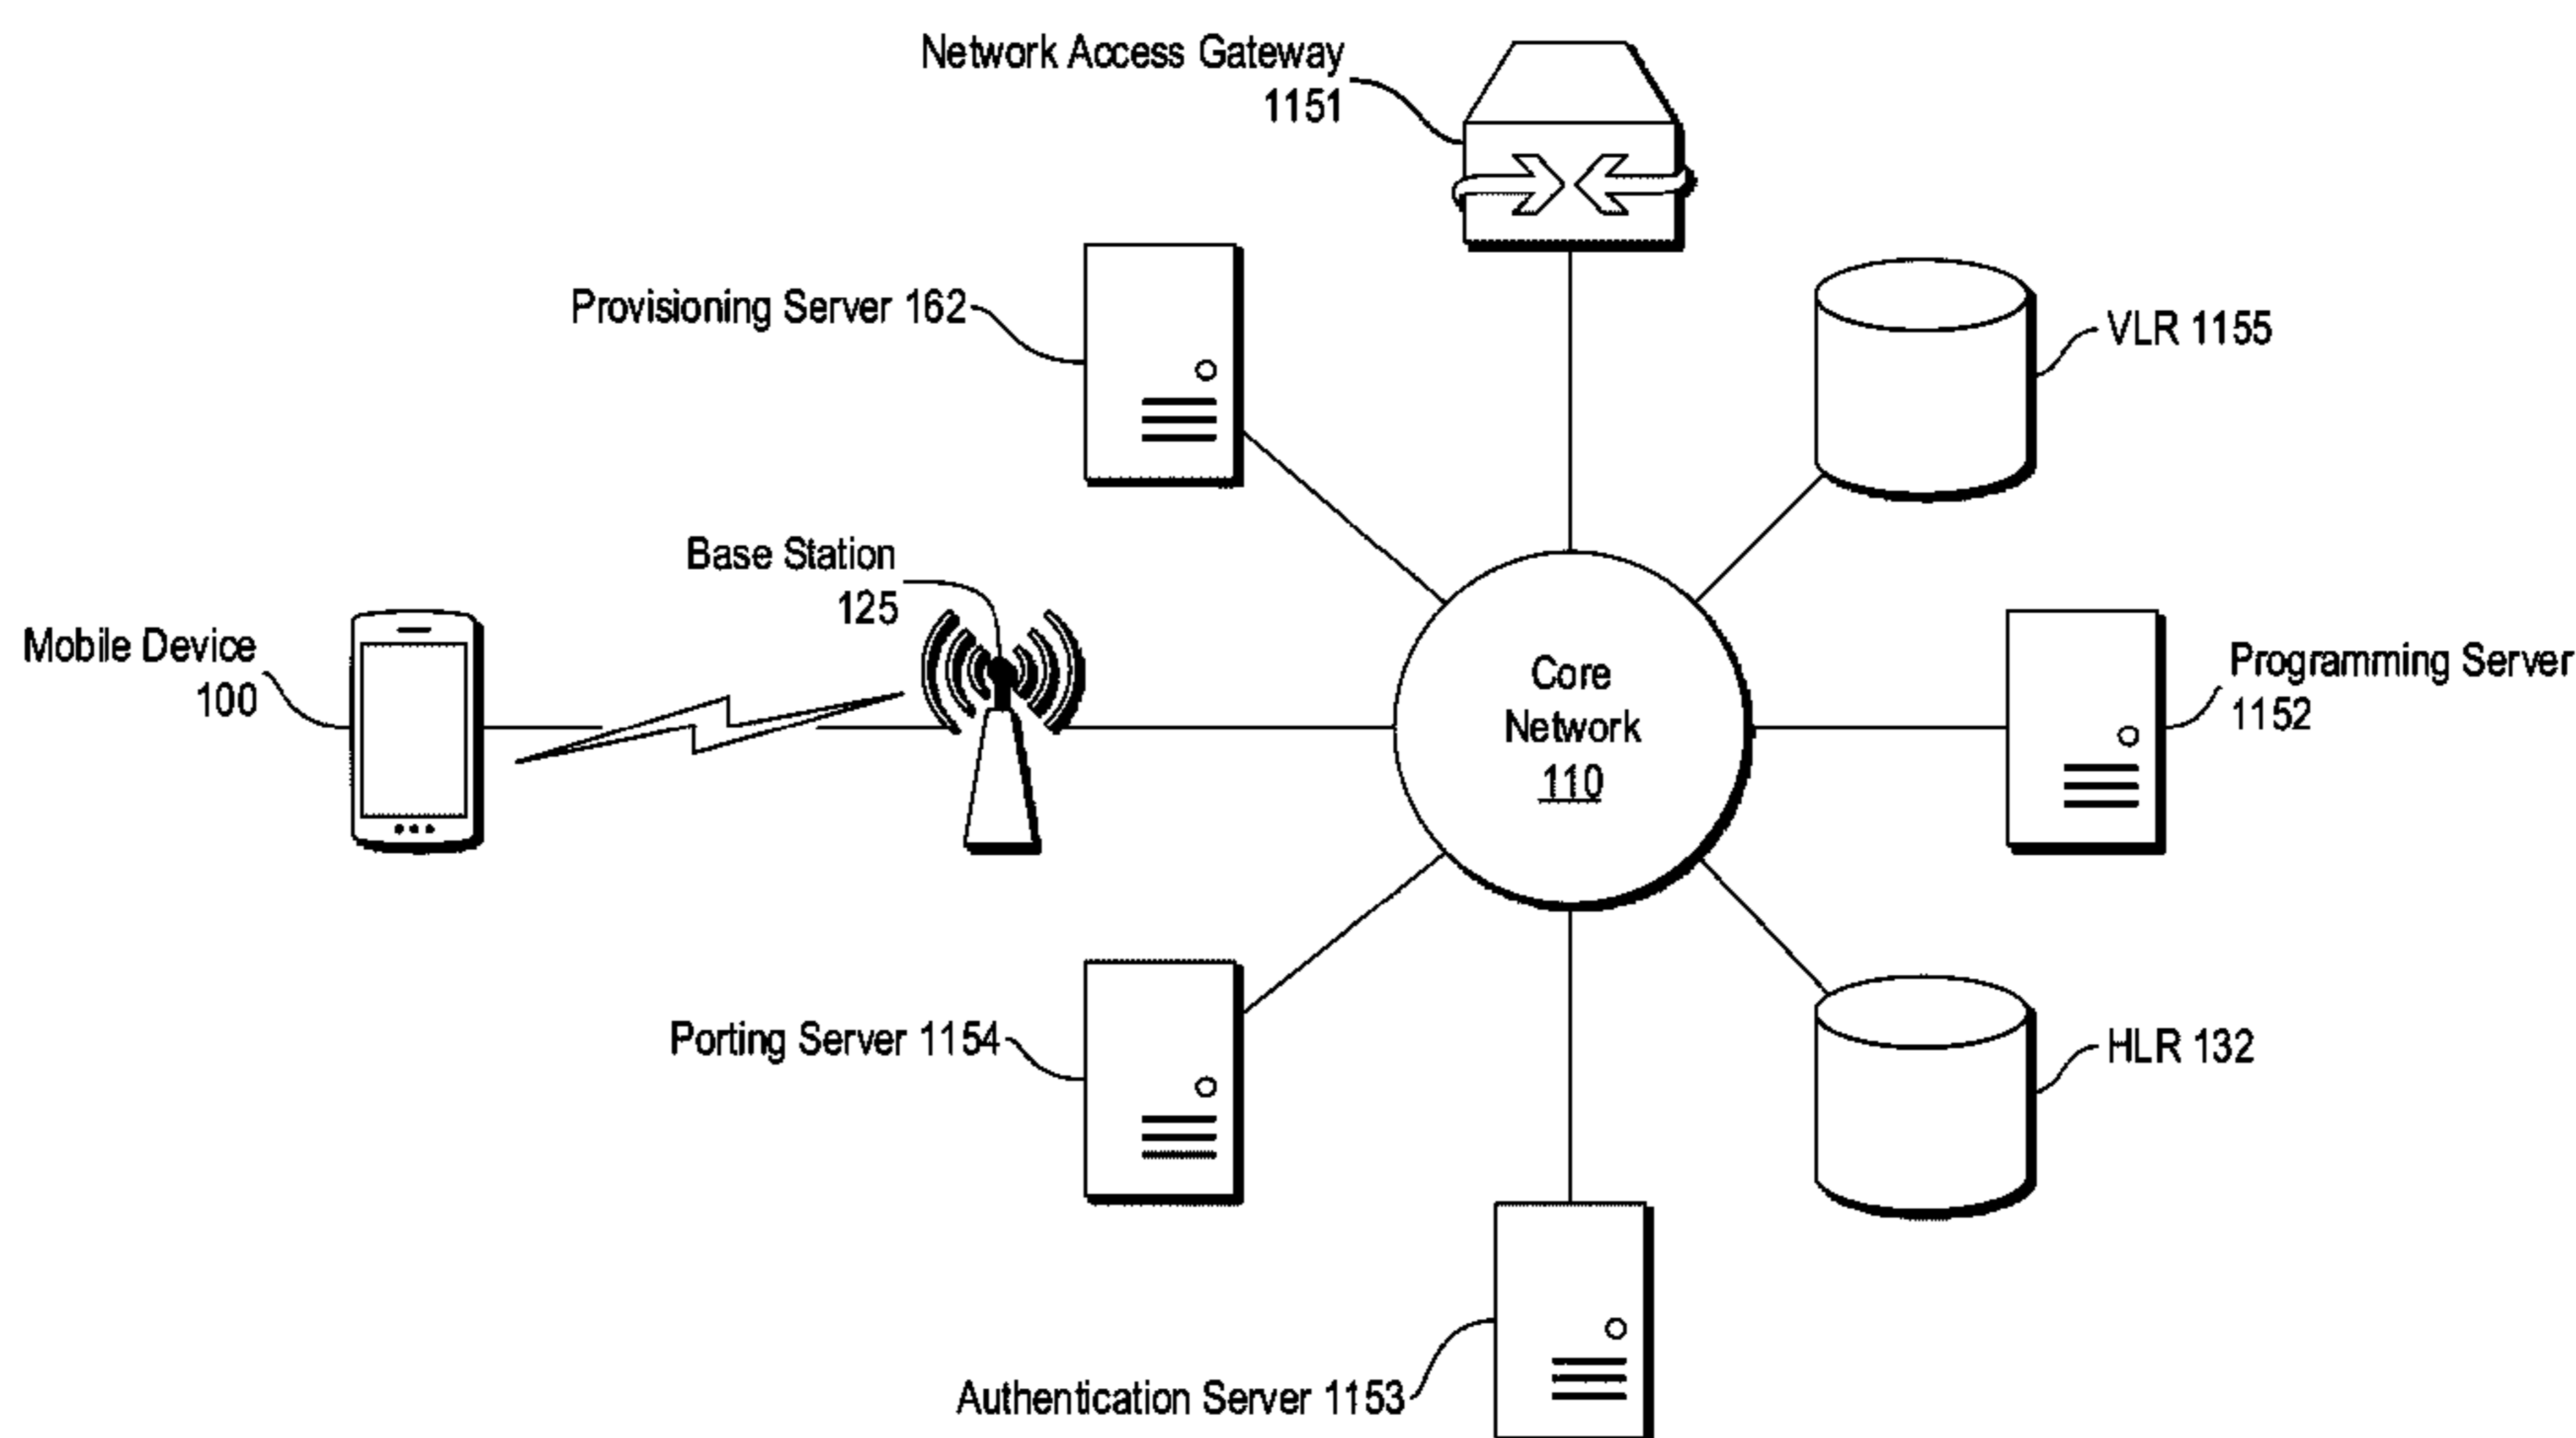 Network Access Gateway
1151
Provisioning Server 162
VLR 1155
Base Station
125
Mobile Device
100
Core
Network
110
Programming Server
1152
Porting Server 1154
HLR 132
Authentication Server 1153